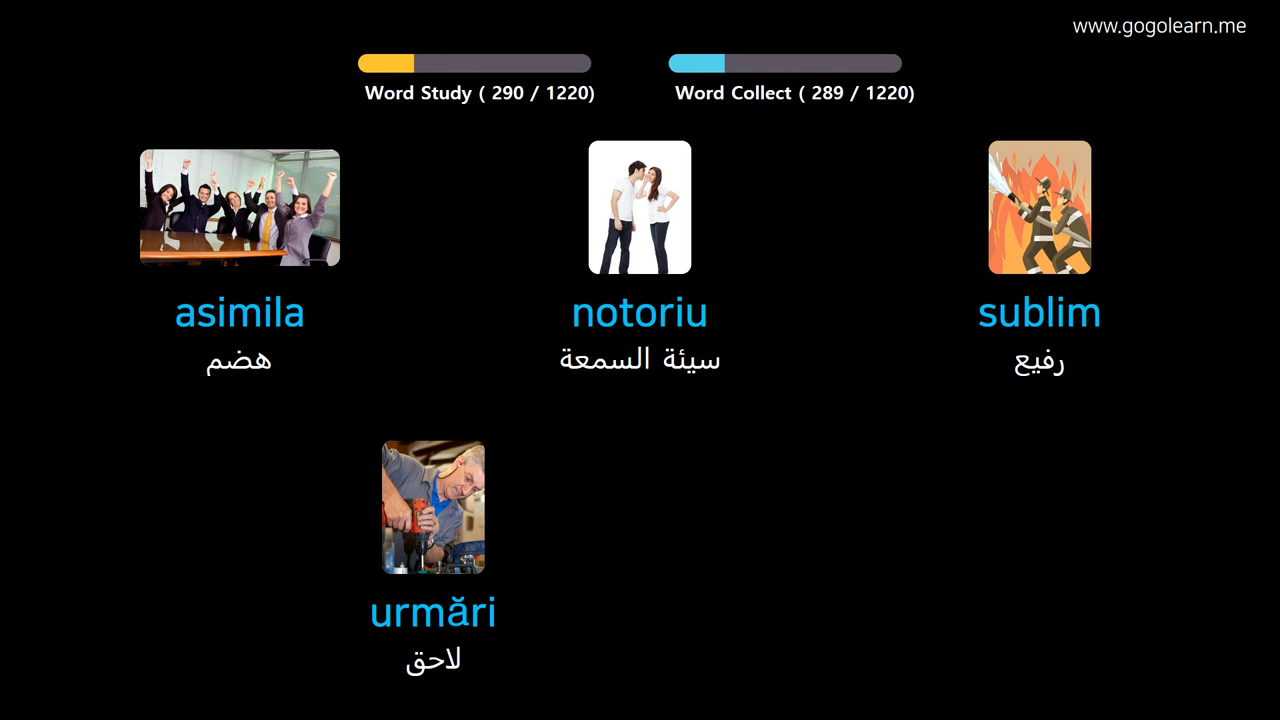 www.gogolearn.me
Word Study ( 290 / 1220)
Word Collect ( 289 / 1220)
asimila
هضم
notoriu
سيئة السمعة
sublim
رفيع
urmări
لاحق